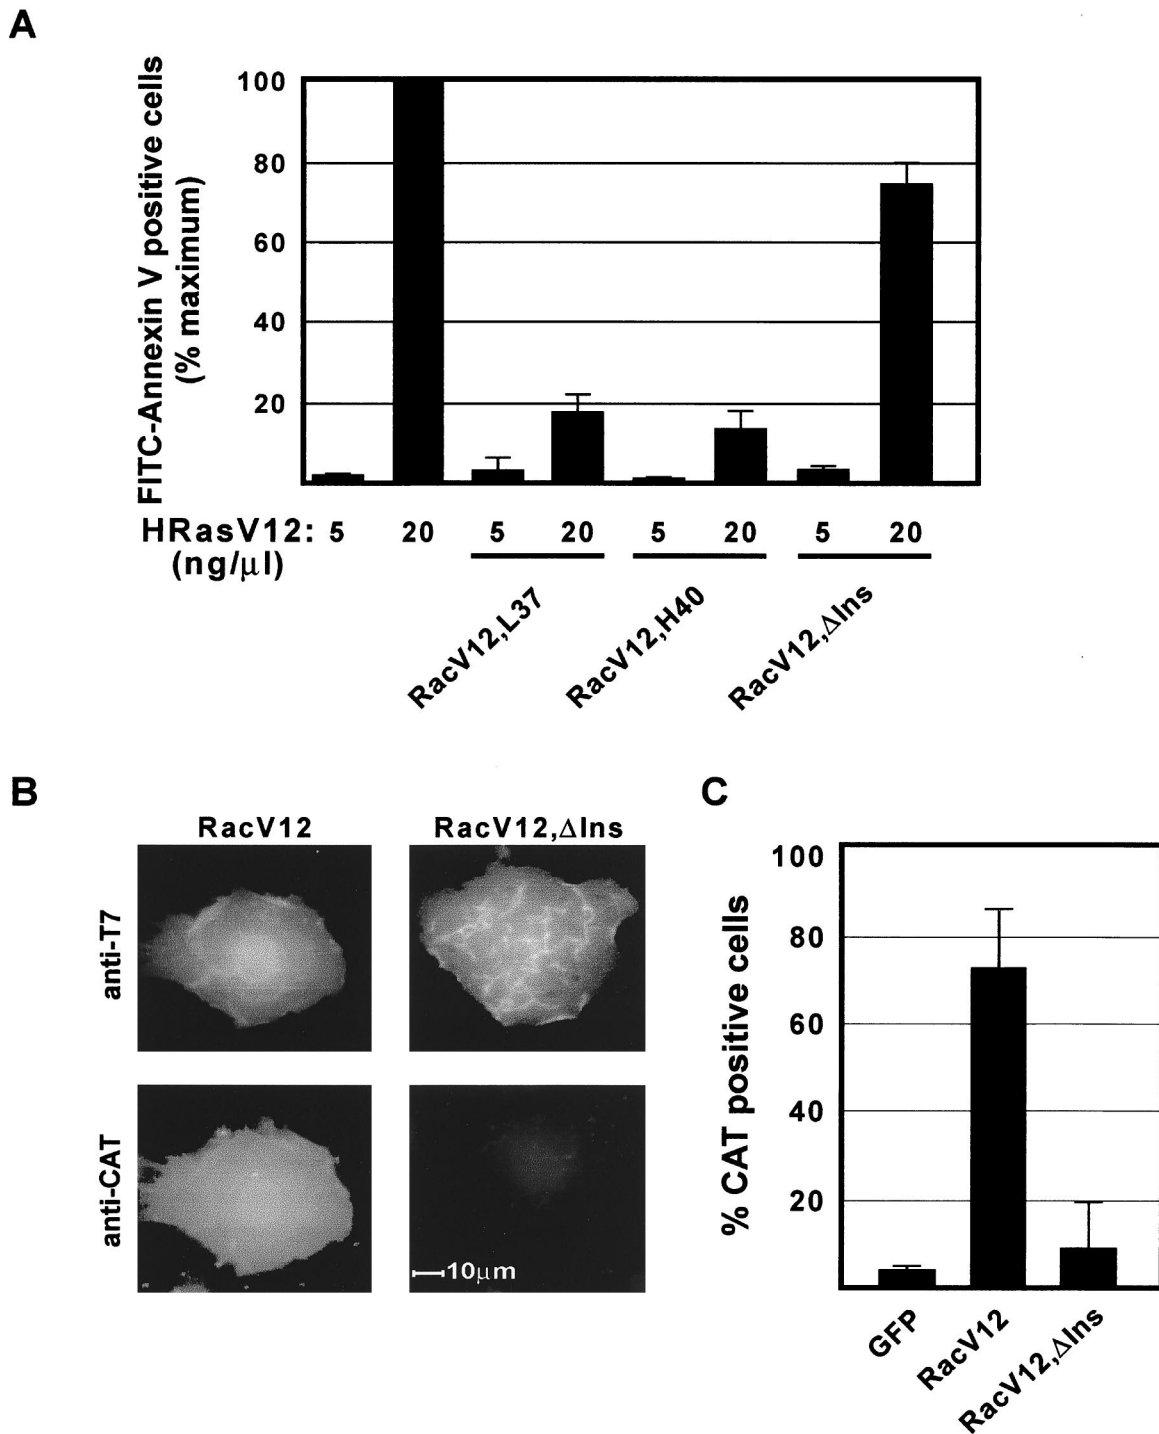 A
FITC-Annexin V positive cells
(% maximum)
100
80
60
40
20
HRasV12: 5 20 5 20 5 20 5 20
(ng/μl)
RacV12,L37
RacV12,H40
RacV12,ΔIns
B
RacV12 RacV12,ΔIns
anti-T7
anti-CAT
10μm
C
% CAT positive cells
100
80
60
40
20
GFP
RacV12
RacV12,ΔIns